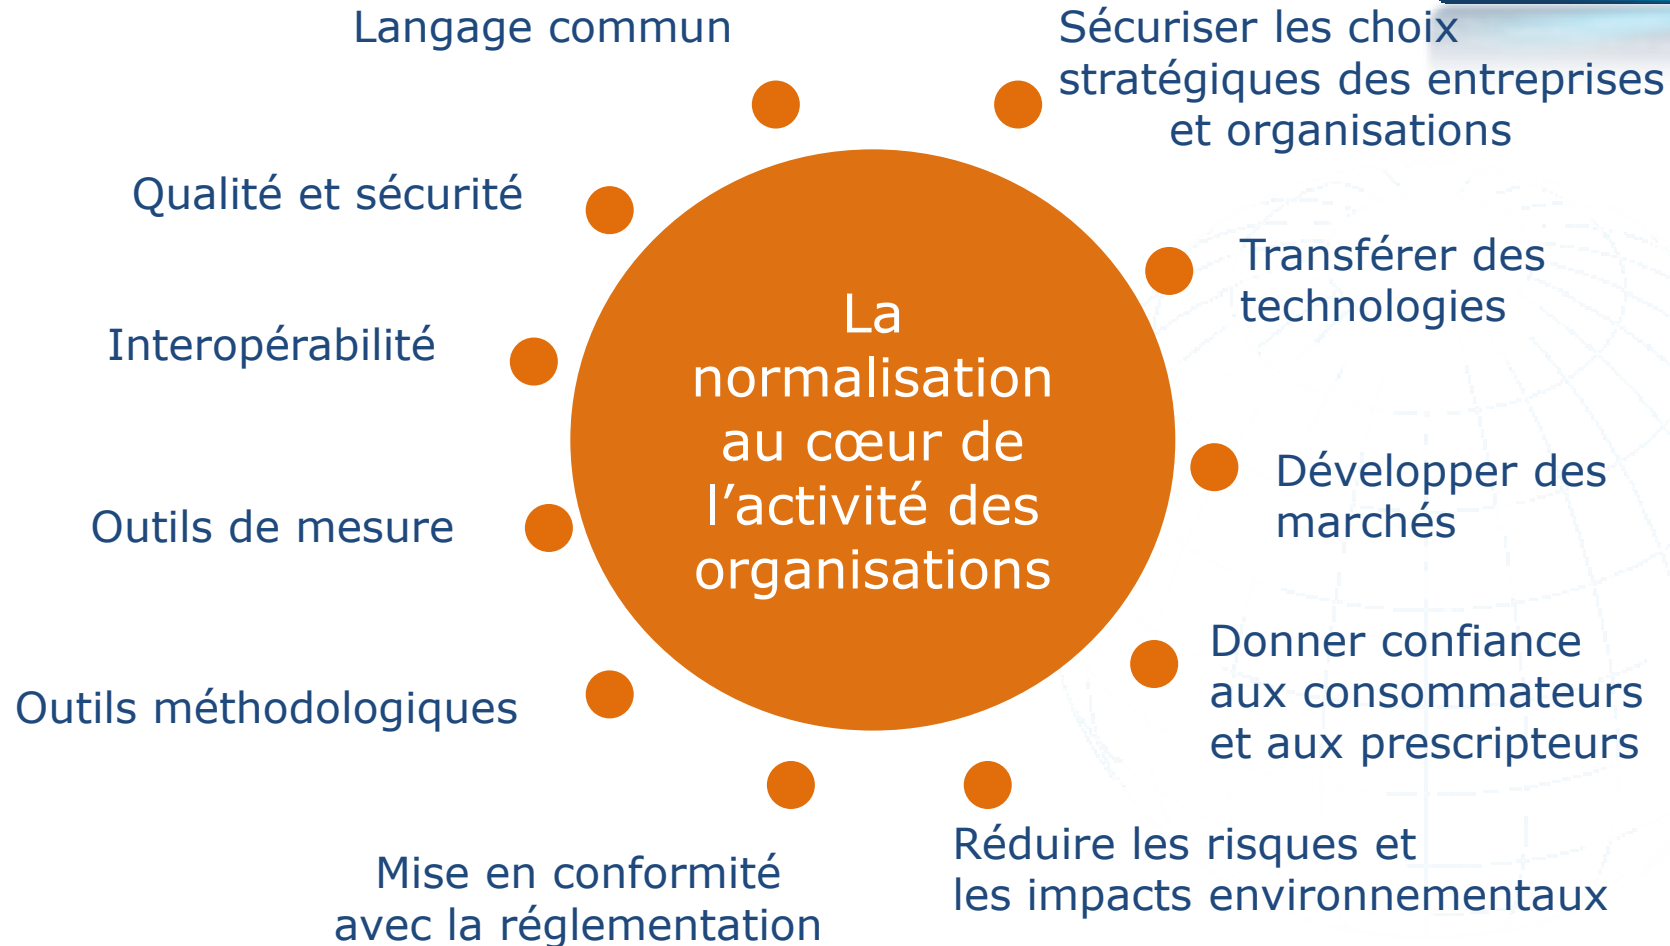 Langage commun
Sécuriser les choix
stratégiques des entreprises
et organisations
Qualité et sécurité
Transférer des
technologies
Interopérabilité
La
normalisation
au cœur de
l’activité des
organisations
Développer des
marchés
Outils de mesure
Donner confiance
aux consommateurs
et aux prescripteurs
Outils méthodologiques
Réduire les risques et
les impacts environnementaux
Mise en conformité
avec la réglementation